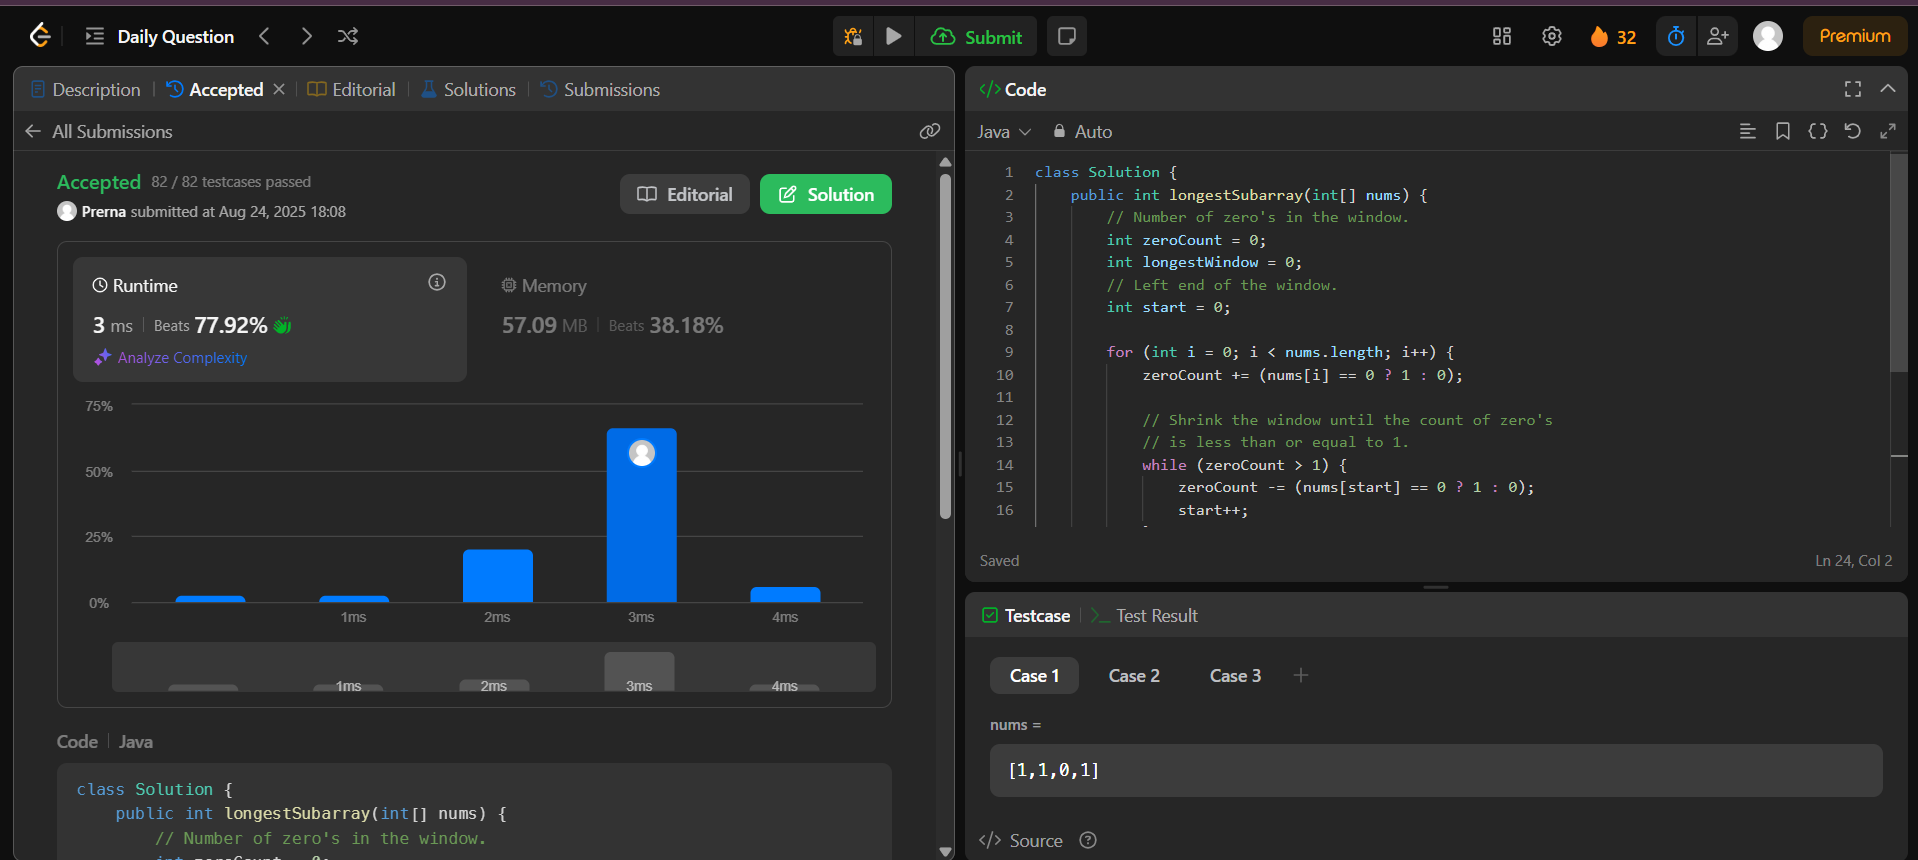 Daily Question
Submit
32
Premium
Description
Accepted
Editorial
Solutions
Submissions
All Submissions
Accepted 82 / 82 testcases passed
Prerna submitted at Aug 24, 2025 18:08
Editorial
Solution
Runtime
3 ms Beats 77.92%
Analyze Complexity
Memory
57.09 MB Beats 38.18%
75%
50%
25%
0%
1ms
2ms
3ms
4ms
1ms
2ms
3ms
4ms
Code Java
class Solution {
public int longestSubarray(int[] nums) {
// Number of zero's in the window.
int zeroCount = 0;
</> Code
Java
Auto
1 class Solution {
2 public int longestSubarray(int[] nums) {
3 // Number of zero's in the window.
4 int zeroCount = 0;
5 int longestWindow = 0;
6 // Left end of the window.
7 int start = 0;
8
9 for (int i = 0; i < nums.length; i++) {
10 zeroCount += (nums[i] == 0 ? 1 : 0);
11
12 // Shrink the window until the count of zero's
13 // is less than or equal to 1.
14 while (zeroCount > 1) {
15 zeroCount -= (nums[start] == 0 ? 1 : 0);
16 start++;
Saved
Ln 24, Col 2
Testcase
>_ Test Result
Case 1
Case 2
Case 3
nums =
[1,1,0,1]
</> Source